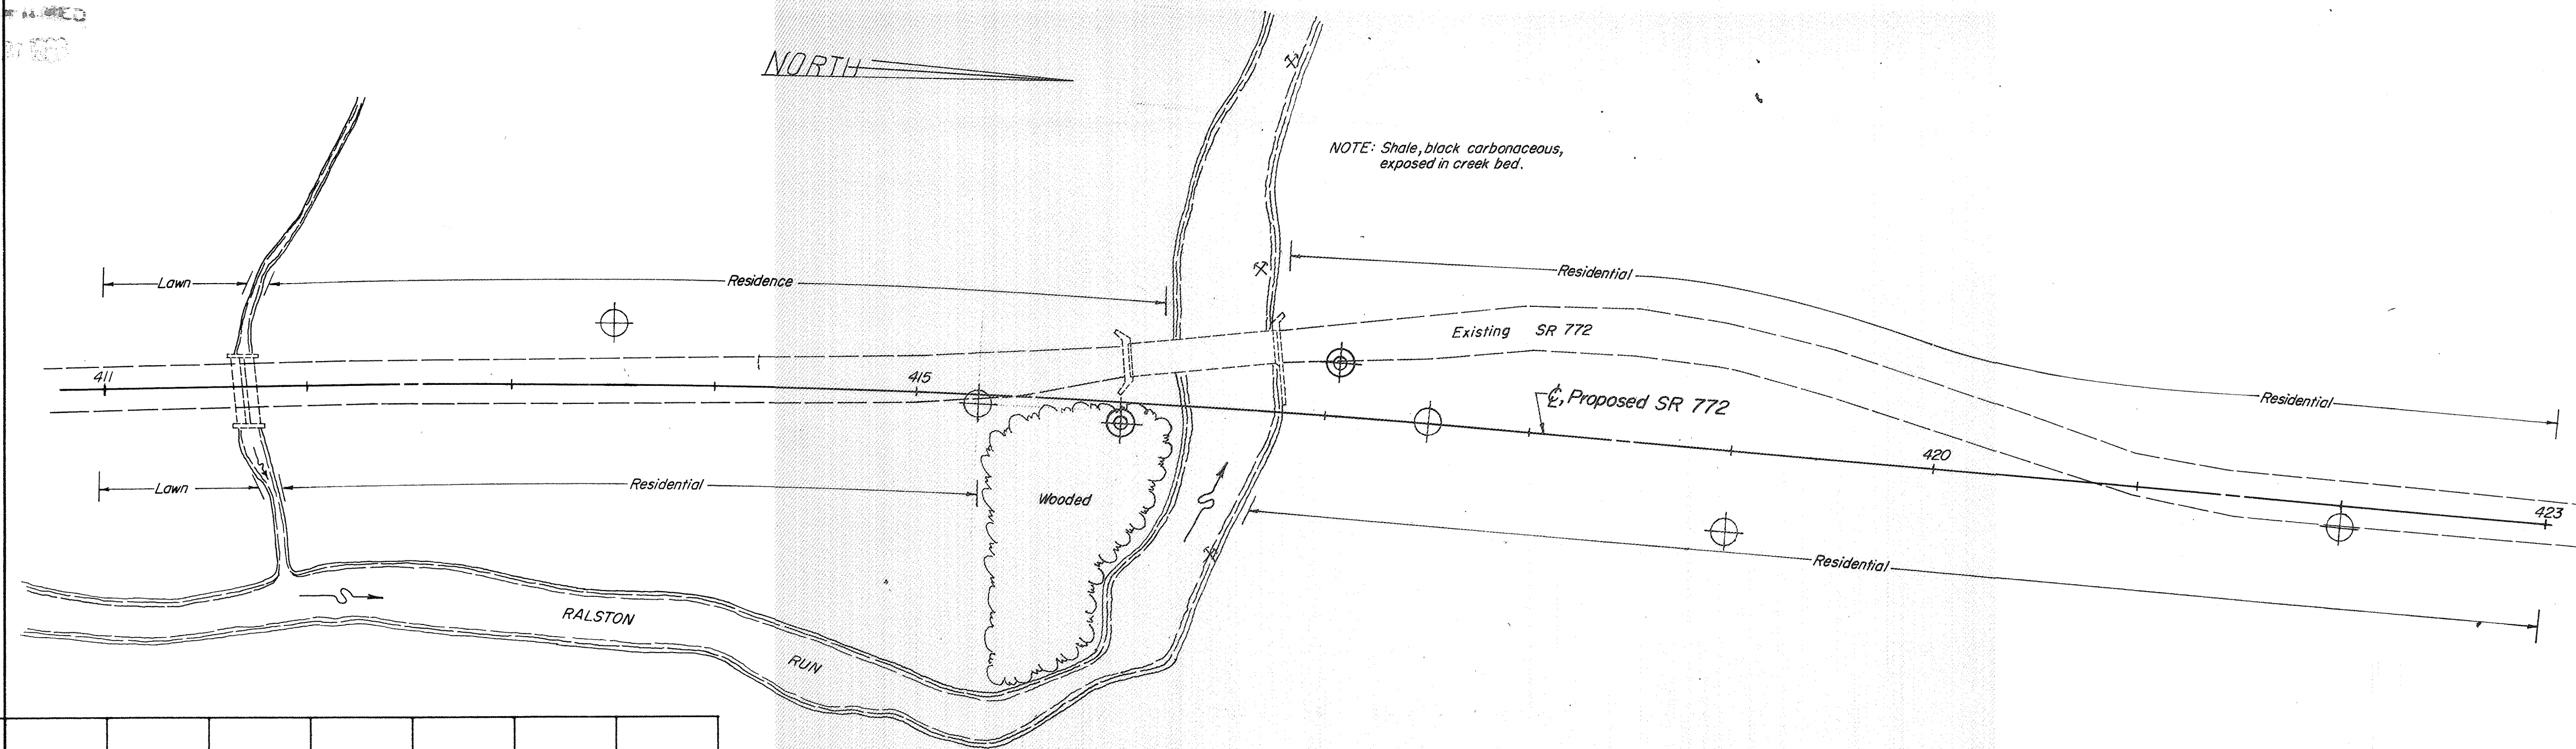 NORTH
NOTE: Shale, black carbonaceous,
exposed in creek bed.
Lawn
Residence
Residential
Existing SR 772
411
415
℄, Proposed SR 772
Residential
420
423
Lawn
Residential
Wooded
Residential
RALSTON
RUN